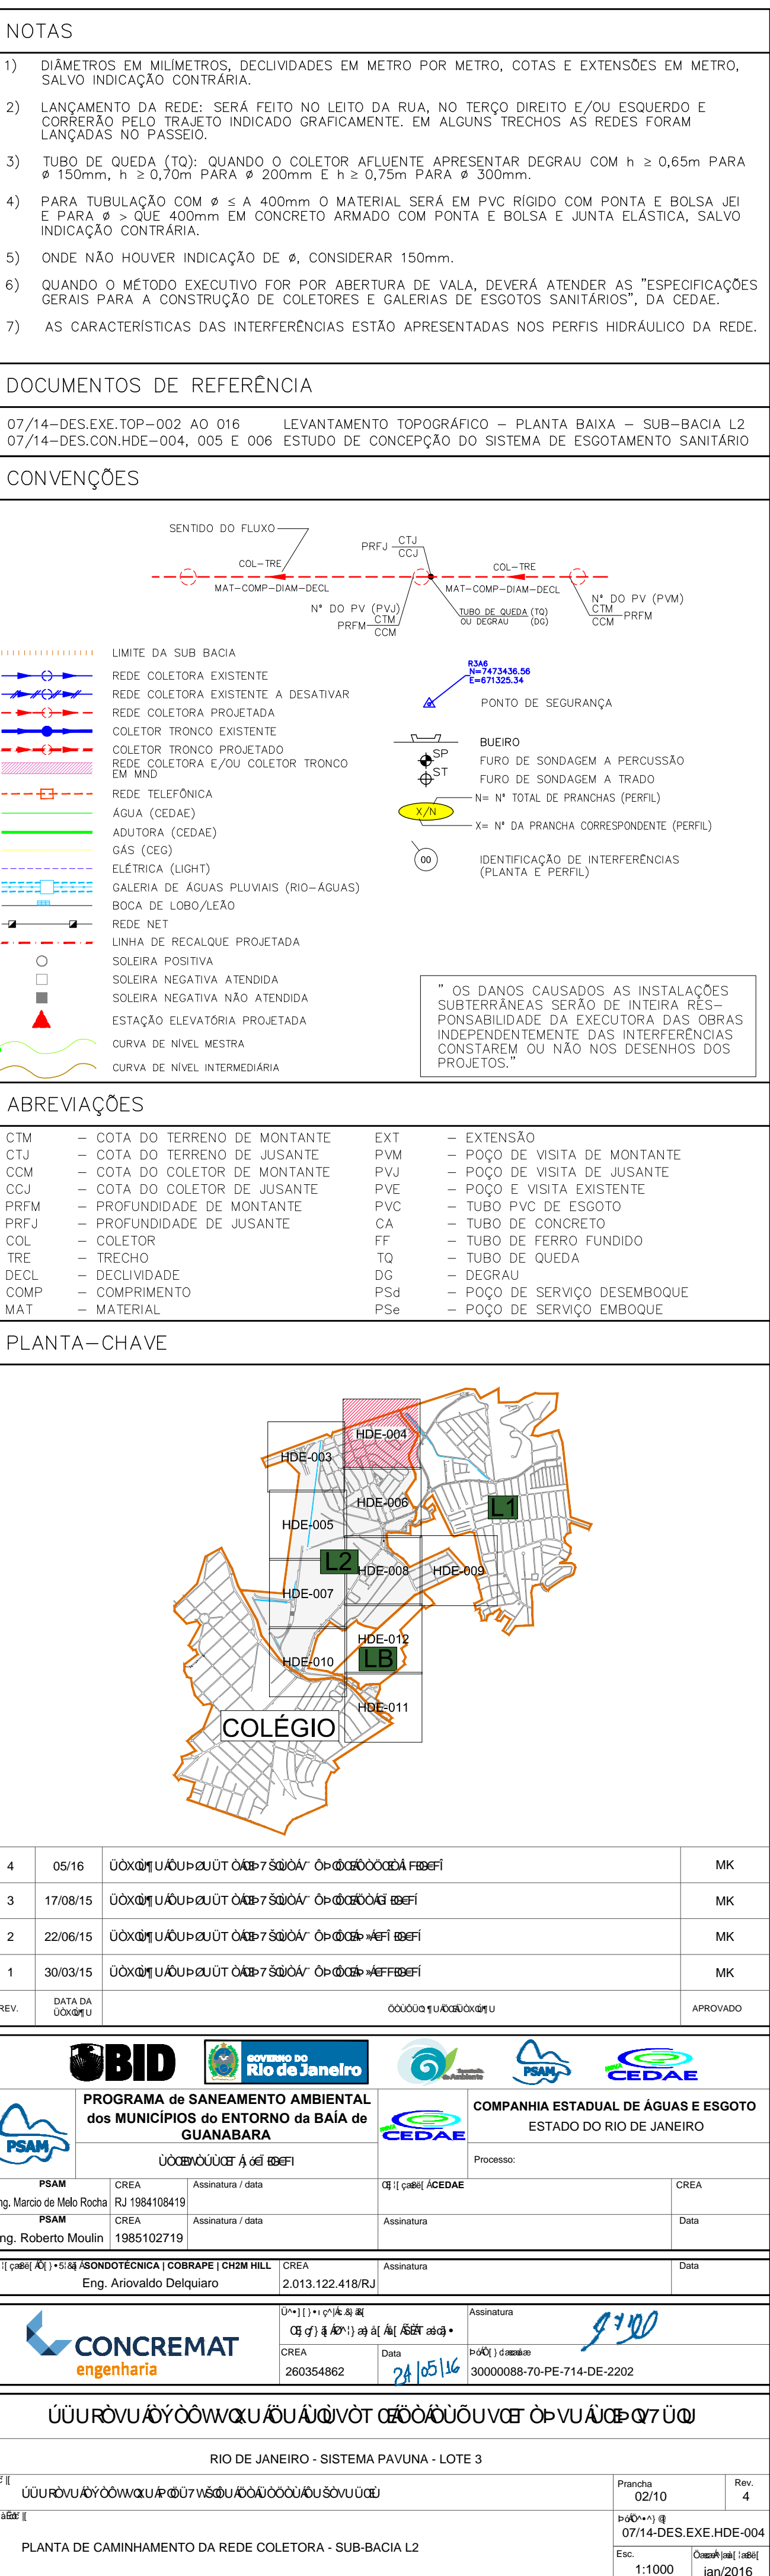 NOTAS
1) DIÂMETROS EM MILÍMETROS, DECLIVIDADES EM METRO POR METRO, COTAS E EXTENSÕES EM METRO,
SALVO INDICAÇÃO CONTRÁRIA.
2) LANÇAMENTO DA REDE: SERÁ FEITO NO LEITO DA RUA, NO TERÇO DIREITO E/OU ESQUERDO E
CORRERÃO PELO TRAJETO INDICADO GRAFICAMENTE. EM ALGUNS TRECHOS AS REDES FORAM
LANÇADAS NO PASSEIO.
3) TUBO DE QUEDA (TQ): QUANDO O COLETOR AFLUENTE APRESENTAR DEGRAU COM h ≥ 0,65m PARA
ø 150mm, h ≥ 0,70m PARA ø 200mm E h ≥ 0,75m PARA ø 300mm.
4) PARA TUBULAÇÃO COM ø ≤ A 400mm O MATERIAL SERÁ EM PVC RÍGIDO COM PONTA E BOLSA JEI
E PARA ø > QUE 400mm EM CONCRETO ARMADO COM PONTA E BOLSA E JUNTA ELÁSTICA, SALVO
INDICAÇÃO CONTRÁRIA.
5) ONDE NÃO HOUVER INDICAÇÃO DE ø, CONSIDERAR 150mm.
6) QUANDO O MÉTODO EXECUTIVO FOR POR ABERTURA DE VALA, DEVERÁ ATENDER AS "ESPECIFICAÇÕES
GERAIS PARA A CONSTRUÇÃO DE COLETORES E GALERIAS DE ESGOTOS SANITÁRIOS", DA CEDAE.
7) AS CARACTERÍSTICAS DAS INTERFERÊNCIAS ESTÃO APRESENTADAS NOS PERFIS HIDRÁULICO DA REDE.
DOCUMENTOS DE REFERÊNCIA
07/14-DES.EXE.TOP-002 AO 016 LEVANTAMENTO TOPOGRÁFICO - PLANTA BAIXA - SUB-BACIA L2
07/14-DES.CON.HDE-004, 005 E 006 ESTUDO DE CONCEPÇÃO DO SISTEMA DE ESGOTAMENTO SANITÁRIO
CONVENÇÕES
SENTIDO DO FLUXO
COL-TRE
MAT-COMP-DIAM-DECL
PRFJ CTJ
CCJ
COL-TRE
MAT-COMP-DIAM-DECL
Nº DO PV (PVJ)
PRFM CTM
CCM
TUBO DE QUEDA (TQ)
OU DEGRAU (DG)
Nº DO PV (PVM)
CTM PRFM
CCM
LIMITE DA SUB BACIA
REDE COLETORA EXISTENTE
REDE COLETORA EXISTENTE A DESATIVAR
REDE COLETORA PROJETADA
COLETOR TRONCO EXISTENTE
COLETOR TRONCO PROJETADO
REDE COLETORA E/OU COLETOR TRONCO
EM MND
REDE TELEFÔNICA
ÁGUA (CEDAE)
ADUTORA (CEDAE)
GÁS (CEG)
ELÉTRICA (LIGHT)
GALERIA DE ÁGUAS PLUVIAIS (RIO-ÁGUAS)
BOCA DE LOBO/LEÃO
REDE NET
LINHA DE RECALQUE PROJETADA
SOLEIRA POSITIVA
SOLEIRA NEGATIVA ATENDIDA
SOLEIRA NEGATIVA NÃO ATENDIDA
ESTAÇÃO ELEVATÓRIA PROJETADA
CURVA DE NÍVEL MESTRA
CURVA DE NÍVEL INTERMEDIÁRIA
R3A6
N=7473436.56
E=671325.34
PONTO DE SEGURANÇA
BUEIRO
SP FURO DE SONDAGEM A PERCUSSÃO
ST FURO DE SONDAGEM A TRADO
N= Nº TOTAL DE PRANCHAS (PERFIL)
X/N
X= Nº DA PRANCHA CORRESPONDENTE (PERFIL)
00 IDENTIFICAÇÃO DE INTERFERÊNCIAS
(PLANTA E PERFIL)
" OS DANOS CAUSADOS AS INSTALAÇÕES
SUBTERRÂNEAS SERÃO DE INTEIRA RES-
PONSABILIDADE DA EXECUTORA DAS OBRAS
INDEPENDENTEMENTE DAS INTERFERÊNCIAS
CONSTAREM OU NÃO NOS DESENHOS DOS
PROJETOS."
ABREVIAÇÕES
CTM - COTA DO TERRENO DE MONTANTE EXT - EXTENSÃO
CTJ - COTA DO TERRENO DE JUSANTE PVM - POÇO DE VISITA DE MONTANTE
CCM - COTA DO COLETOR DE MONTANTE PVJ - POÇO DE VISITA DE JUSANTE
CCJ - COTA DO COLETOR DE JUSANTE PVE - POÇO E VISITA EXISTENTE
PRFM - PROFUNDIDADE DE MONTANTE PVC - TUBO PVC DE ESGOTO
PRFJ - PROFUNDIDADE DE JUSANTE CA - TUBO DE CONCRETO
COL - COLETOR FF - TUBO DE FERRO FUNDIDO
TRE - TRECHO TQ - TUBO DE QUEDA
DECL - DECLIVIDADE DG - DEGRAU
COMP - COMPRIMENTO PSd - POÇO DE SERVIÇO DESEMBOQUE
MAT - MATERIAL PSe - POÇO DE SERVIÇO EMBOQUE
PLANTA-CHAVE
HDE-004
HDE-003
HDE-006
L1
HDE-005
L2
HDE-008
HDE-009
HDE-007
HDE-012
LB
HDE-010
HDE-011
COLÉGIO
4 05/16 MK
3 17/08/15 MK
2 22/06/15 MK
1 30/03/15 MK
REV. DATA DA APROVADO
BID
GOVERNO DO
Rio de Janeiro
PSAM
CEDAE
PSAM
PROGRAMA de SANEAMENTO AMBIENTAL
dos MUNICÍPIOS do ENTORNO da BAÍA de
GUANABARA
CEDAE
COMPANHIA ESTADUAL DE ÁGUAS E ESGOTO
ESTADO DO RIO DE JANEIRO
Processo:
PSAM CREA Assinatura / data CEDAE CREA
ng. Marcio de Melo Rocha RJ 1984108419
PSAM CREA Assinatura / data Assinatura Data
ng. Roberto Moulin 1985102719
SONDOTÉCNICA | COBRAPE | CH2M HILL CREA Assinatura Data
Eng. Ariovaldo Delquiaro 2.013.122.418/RJ
CONCREMAT
engenharia
Assinatura
CREA Data
260354862 24/05/16 30000088-70-PE-714-DE-2202
RIO DE JANEIRO - SISTEMA PAVUNA - LOTE 3
Prancha Rev.
02/10 4
07/14-DES.EXE.HDE-004
PLANTA DE CAMINHAMENTO DA REDE COLETORA - SUB-BACIA L2
Esc.
1:1000 jan/2016